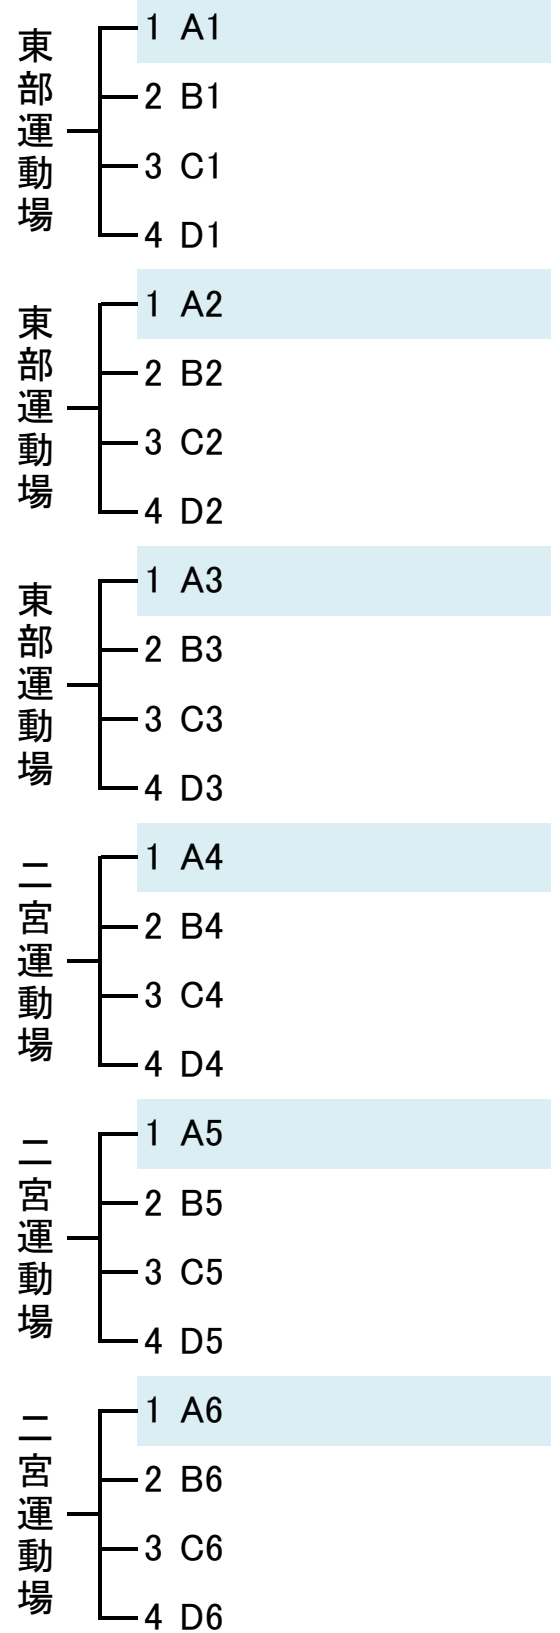 東部運動場
1 A1
2 B1
3 C1
4 D1
東部運動場
1 A2
2 B2
3 C2
4 D2
東部運動場
1 A3
2 B3
3 C3
4 D3
二宮運動場
1 A4
2 B4
3 C4
4 D4
二宮運動場
1 A5
2 B5
3 C5
4 D5
二宮運動場
1 A6
2 B6
3 C6
4 D6